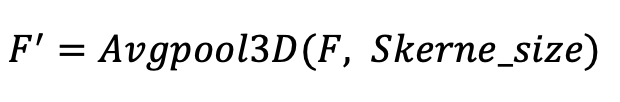 F′ = Avgpool3D(F, Skerne_size)